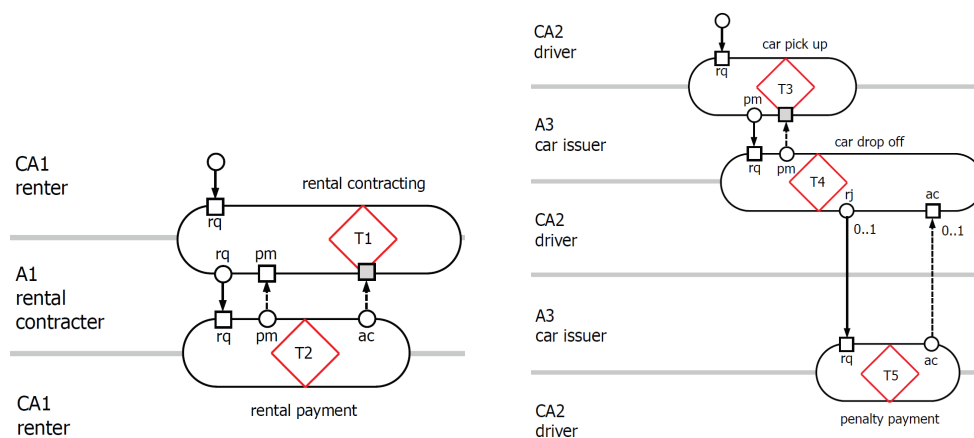 CA1
renter
rental contracting
rq
T1
rq
pm
A1
rental
contracter
rq
pm
ac
T2
CA1
renter
rental payment
CA2
driver
car pick up
rq
T3
pm
A3
car issuer
car drop off
rq
pm
T4
rj
ac
0..1
0..1
CA2
driver
A3
car issuer
rq
ac
T5
CA2
driver
penalty payment